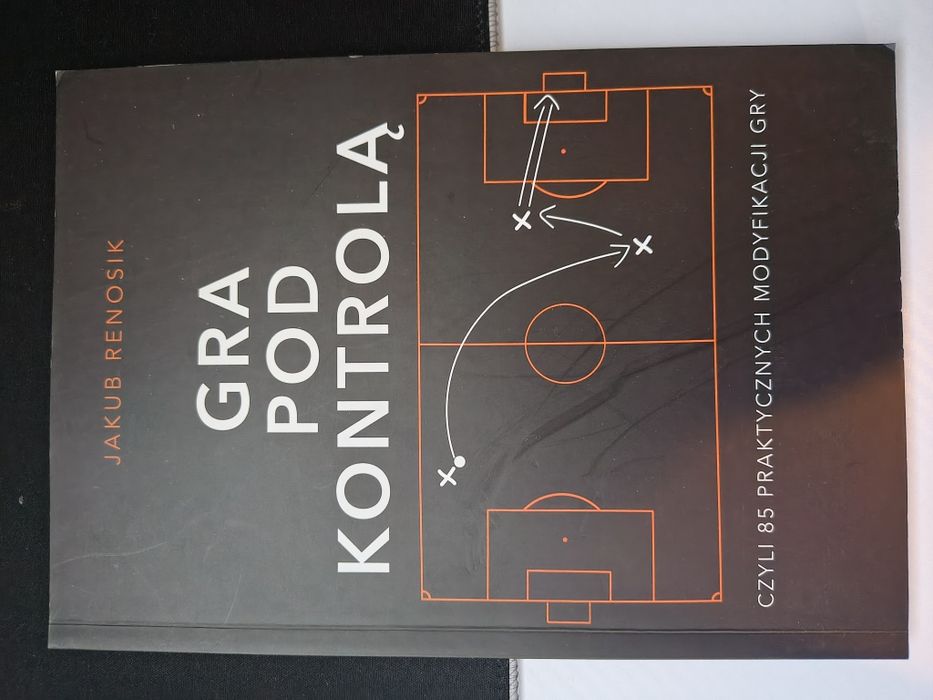 JAKUB RENOSIK
GRA
POD
KONTROLĄ
CZYLI 85 PRAKTYCZNYCH MODYFIKACJI GRY